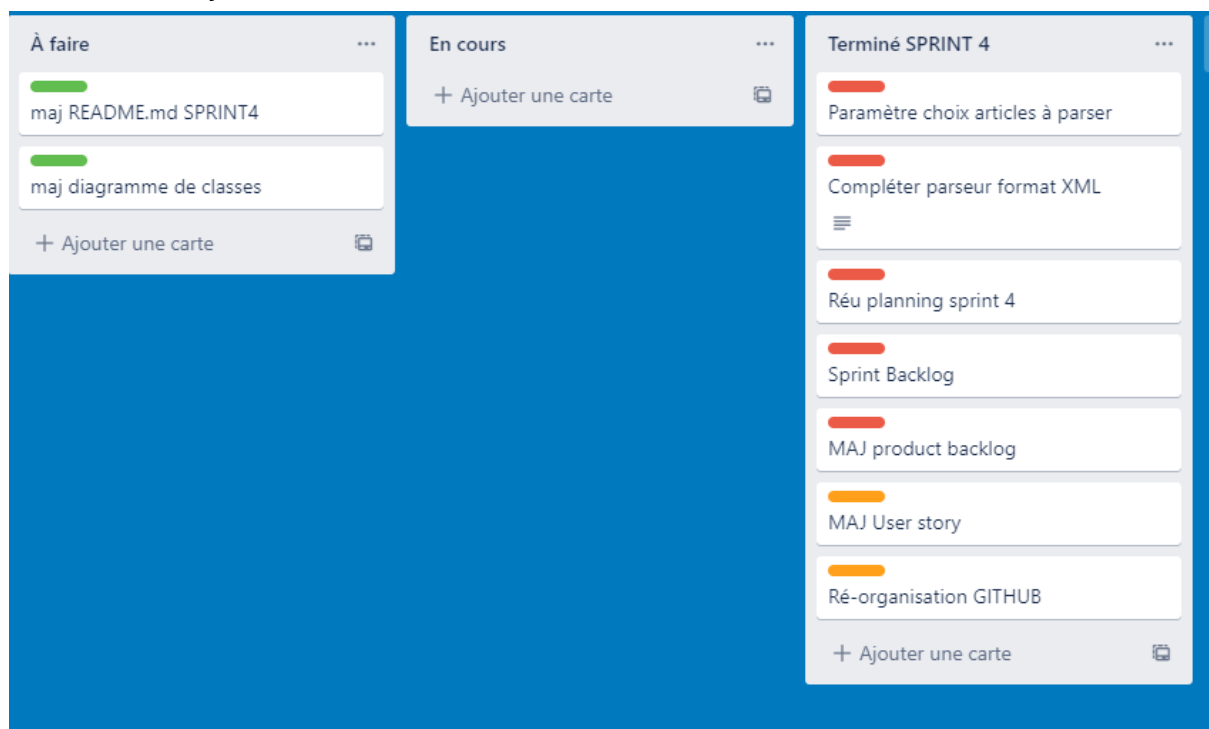 À faire
maj README.md SPRINT4
maj diagramme de classes
+ Ajouter une carte
En cours
+ Ajouter une carte
Terminé SPRINT 4
Paramètre choix articles à parser
Compléter parseur format XML
Réu planning sprint 4
Sprint Backlog
MAJ product backlog
MAJ User story
Ré-organisation GITHUB
+ Ajouter une carte